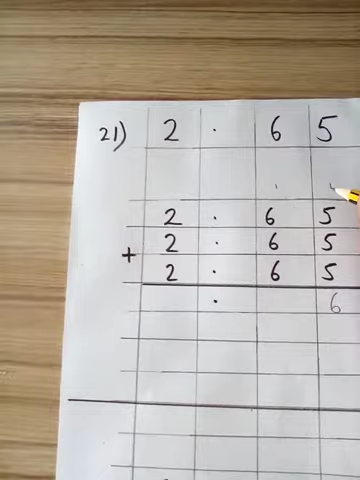 21) 2 . 6 5
2 . 6 5
+ 2 . 6 5
2 . 6 5
. 6